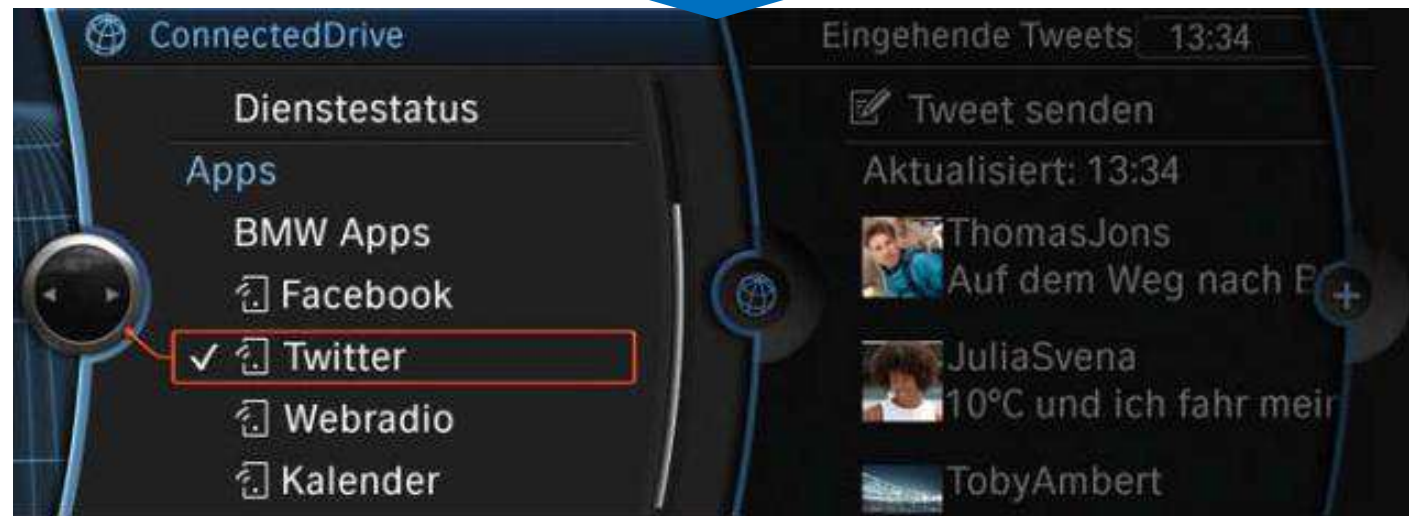 ConnectedDrive
Dienstestatus
Apps
BMW Apps
Facebook
Twitter
Webradio
Kalender
Eingehende Tweets 13:34
Tweet senden
Aktualisiert: 13:34
ThomasJons
Auf dem Weg nach
JuliaSvena
10°C und ich fahr
TobyAmbert